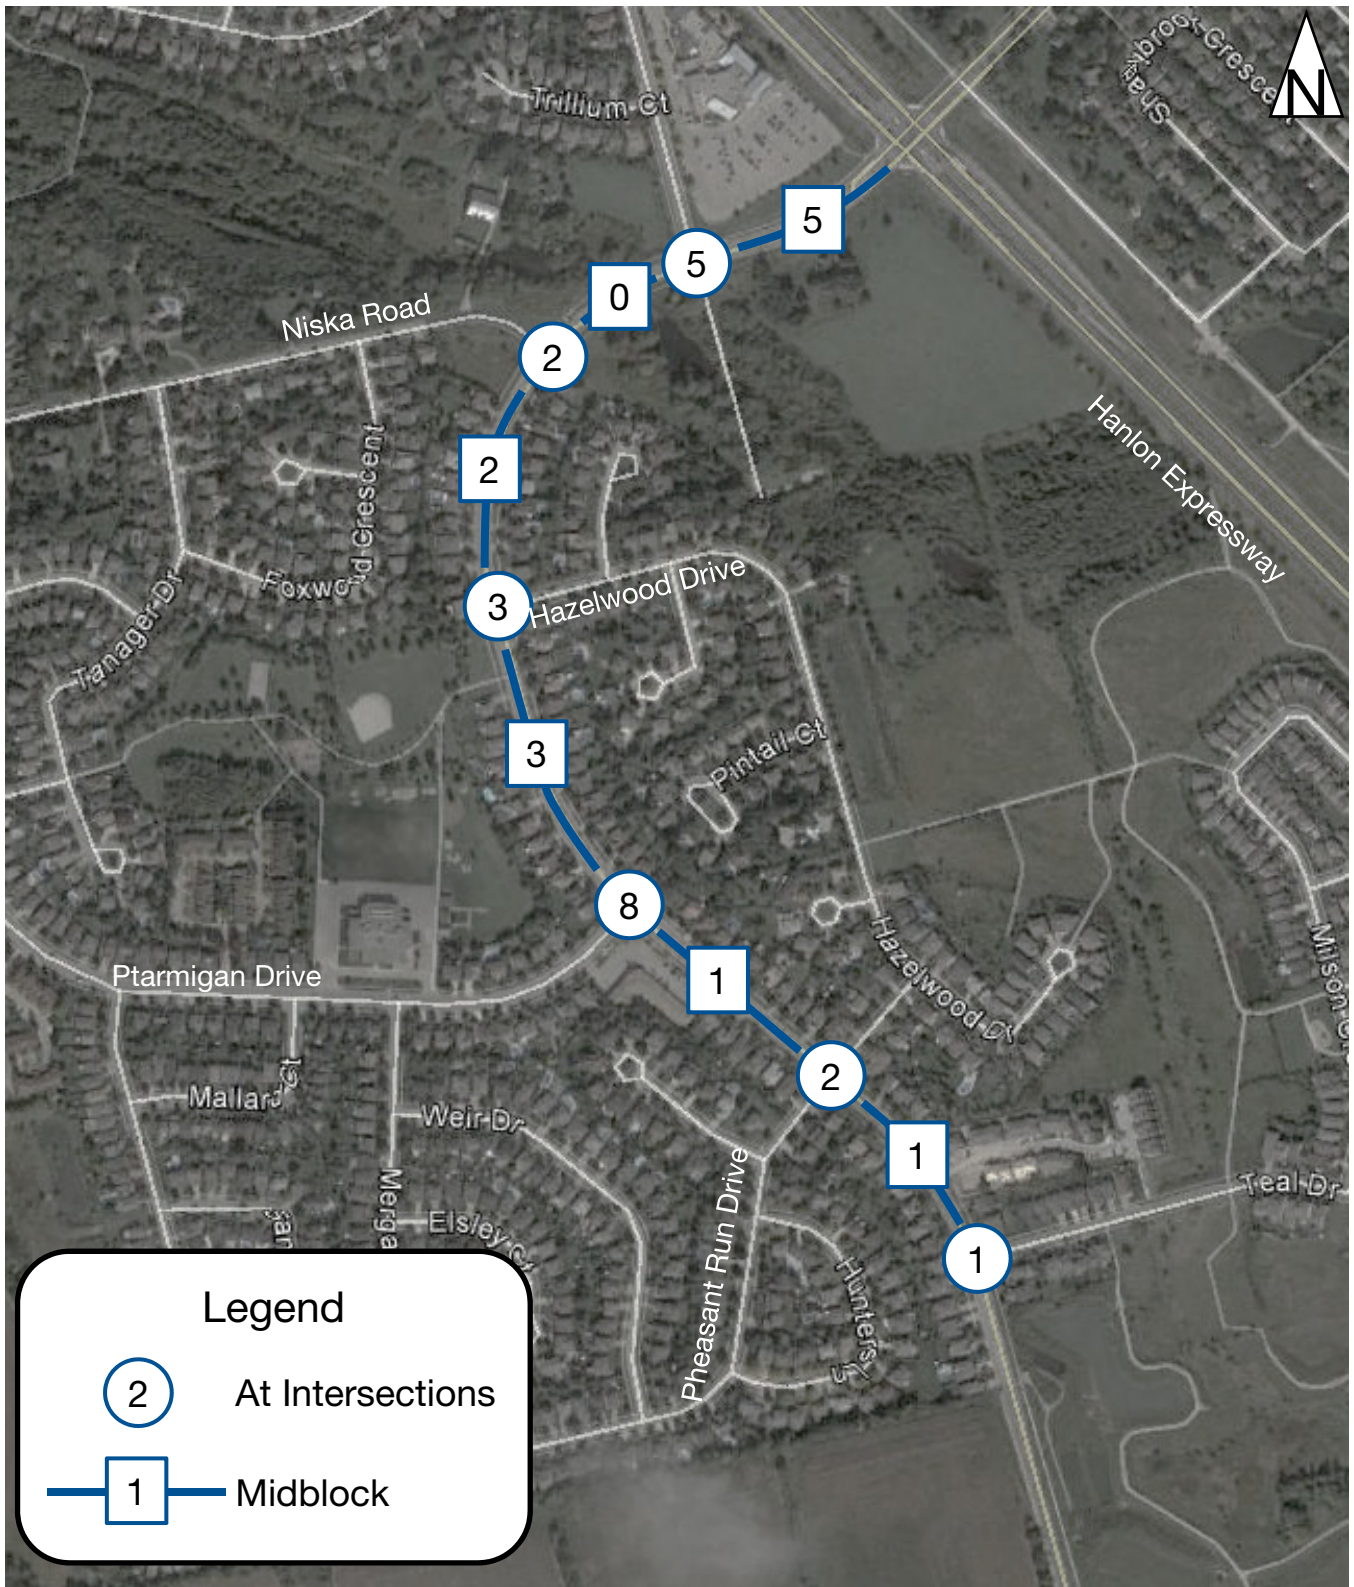 Trillium Ct
N
5
5
0
Niska Road
2
Hanlon Expressway
2
Foxwood Crescent
3
Hazelwood Drive
Tanager Dr
3
Pintail Ct
8
Hazelwood Dr
Ptarmigan Drive
1
2
Mallard Ct
Weir Dr
1
Teal Dr
Pheasant Run Drive
Elsley Ct
1
Legend
2 At Intersections
1 Midblock